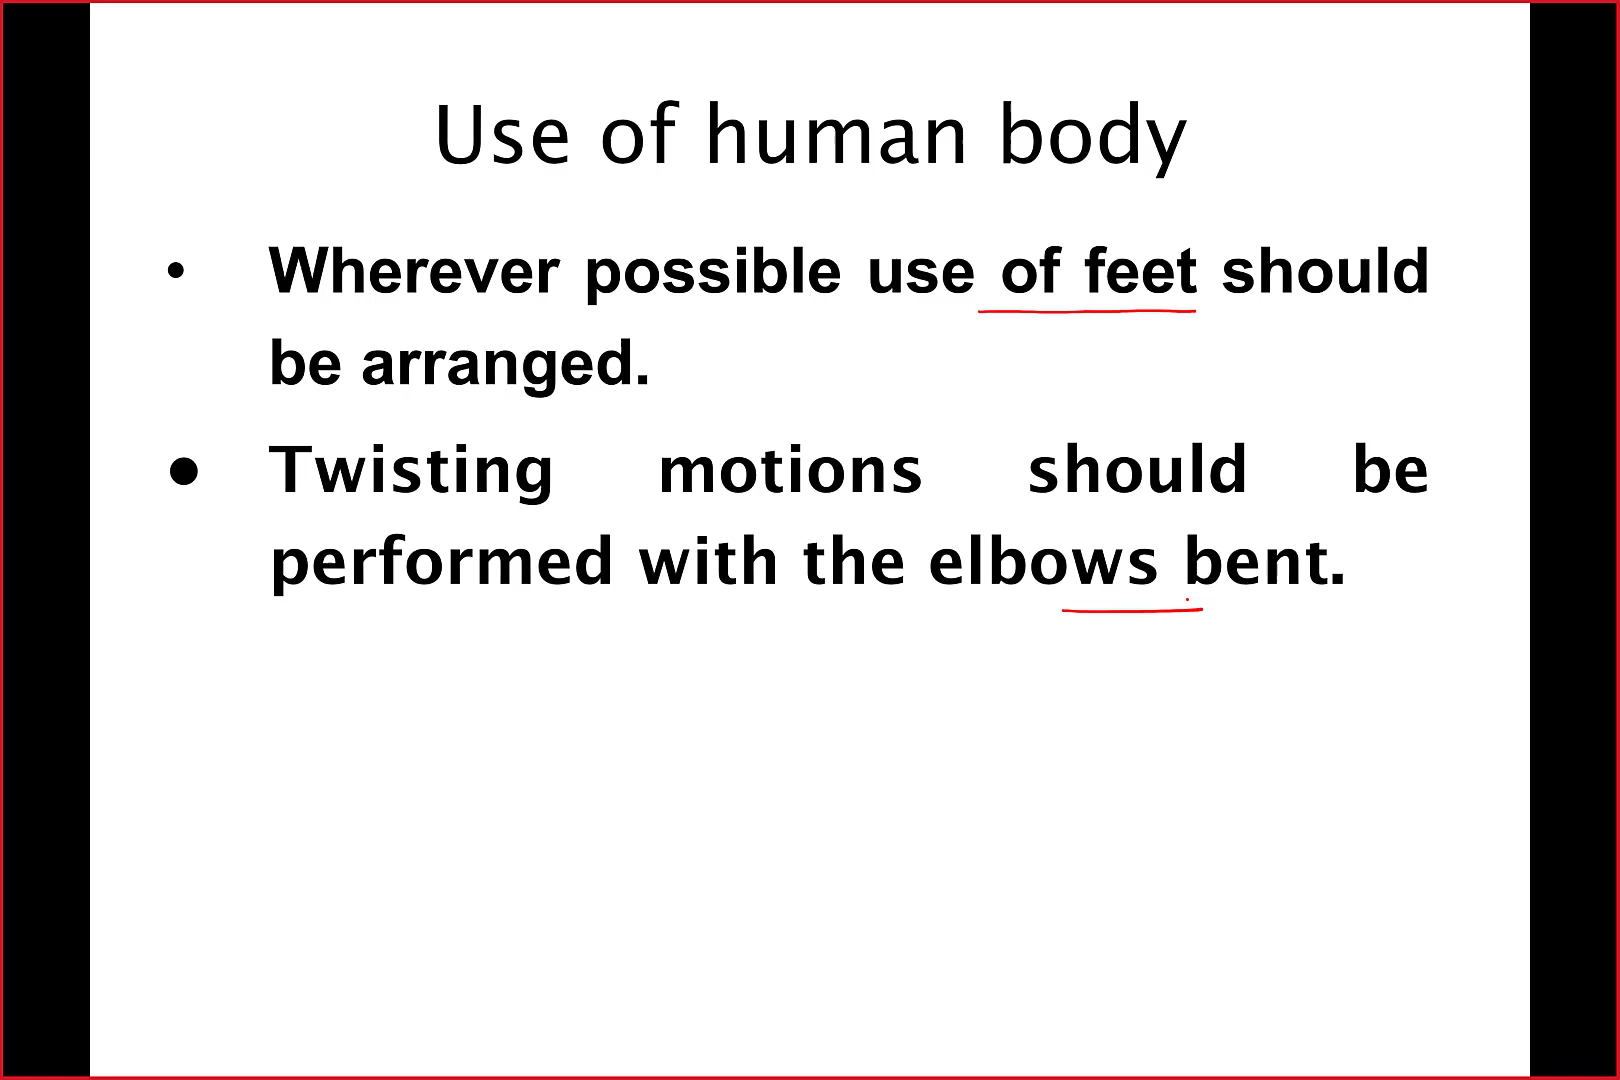 Use of human body
• Wherever possible use of feet should
be arranged.
• Twisting motions should be
performed with the elbows bent.